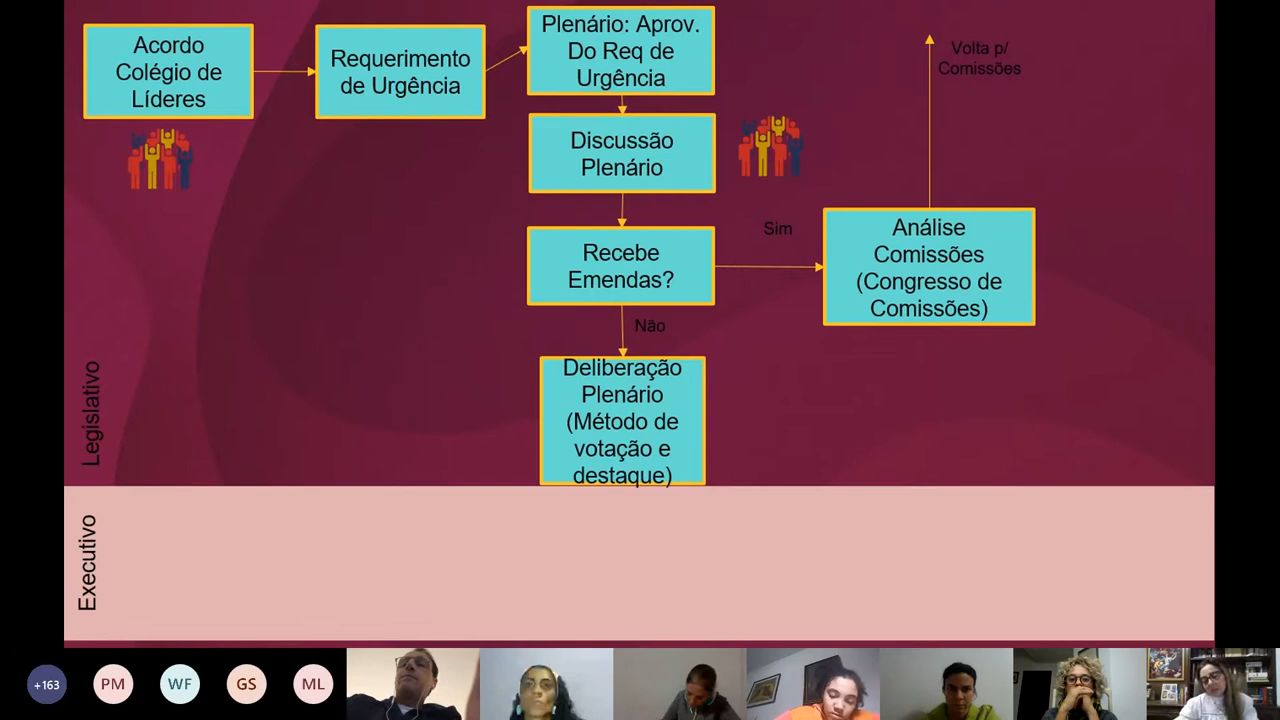 Acordo
Colégio de
Líderes
Requerimento
de Urgência
Plenário: Aprov.
Do Req de
Urgência
Volta p/
Comissões
Discussão
Plenário
Recebe
Emendas?
Sim
Análise
Comissões
(Congresso de
Comissões)
Não
Deliberação
Plenário
(Método de
votação e
destaque)
Legislativo
Executivo
+163
PM
WF
GS
ML